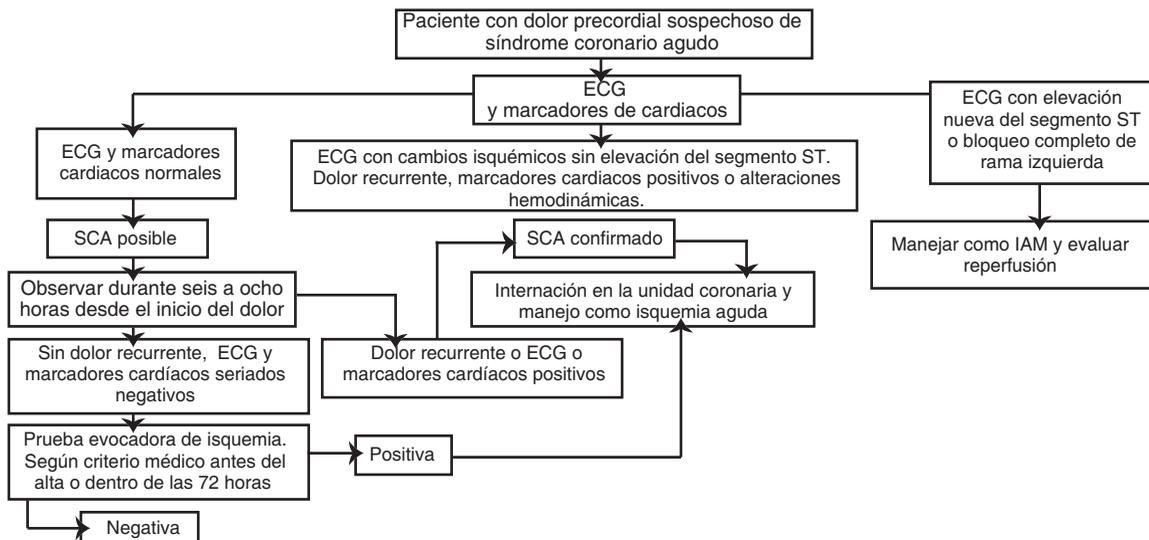 Paciente con dolor precordial sospechoso de
síndrome coronario agudo
ECG
y marcadores de cardiacos
ECG y marcadores
cardiacos normales
ECG con cambios isquémicos sin elevación del segmento ST.
Dolor recurrente, marcadores cardiacos positivos o alteraciones
hemodinámicas.
ECG con elevación
nueva del segmento ST
o bloqueo completo de
rama izquierda
SCA posible
SCA confirmado
Manejar como IAM y evaluar
reperfusión
Observar durante seis a ocho
horas desde el inicio del dolor
Internación en la unidad coronaria y
manejo como isquemia aguda
Sin dolor recurrente, ECG y
marcadores cardíacos seriados
negativos
Dolor recurrente o ECG o
marcadores cardíacos positivos
Prueba evocadora de isquemia.
Según criterio médico antes del
alta o dentro de las 72 horas
Positiva
Negativa